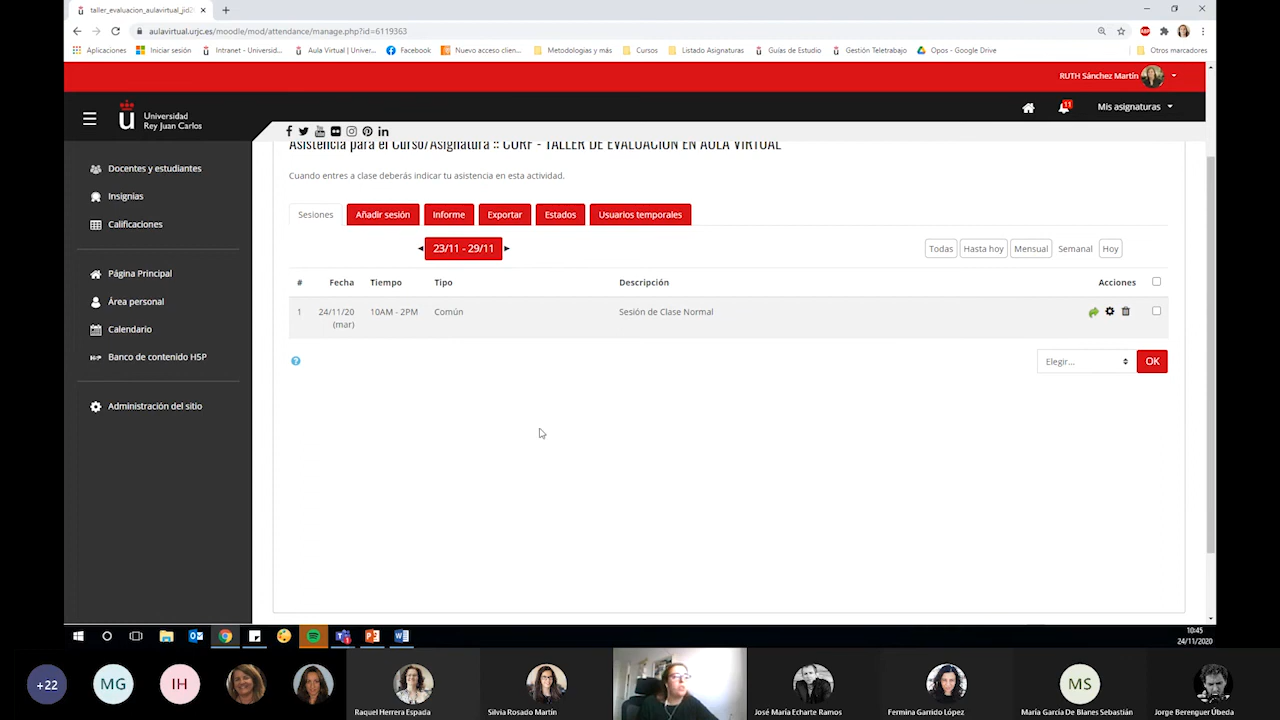 taller_evaluacion_aulavirtual_jid2
aulavirtual.urjc.es/moodle/mod/attendance/manage.php?id=6119363
Aplicaciones
Iniciar sesión
Intranet - Universid...
Aula Virtual | Univer...
Facebook
Nuevo acceso clien...
Metodologías y más
Cursos
Listado Asignaturas
Guías de Estudio
Gestión Teletrabajo
Opos - Google Drive
Otros marcadores
RUTH Sánchez Martín
Universidad
Rey Juan Carlos
11
Mis asignaturas
Docentes y estudiantes
Insignias
Calificaciones
Página Principal
Área personal
Calendario
Banco de contenido H5P
Administración del sitio
Asistencia para el Curso/Asignatura :: CURF - TALLER DE EVALUACIÓN EN AULA VIRTUAL
Cuando entres a clase deberás indicar tu asistencia en esta actividad.
Sesiones
Añadir sesión
Informe
Exportar
Estados
Usuarios temporales
23/11 - 29/11
Todas
Hasta hoy
Mensual
Semanal
Hoy
# Fecha Tiempo Tipo Descripción Acciones
1 24/11/20 10AM - 2PM Común Sesión de Clase Normal
(mar)
Elegir...
OK
10:45
24/11/2020
+22
MG
IH
MS
Raquel Herrera Espada
Silvia Rosado Martín
José María Echarte Ramos
Fermina Garrido López
María García De Blanes Sebastián
Jorge Berenguer Úbeda